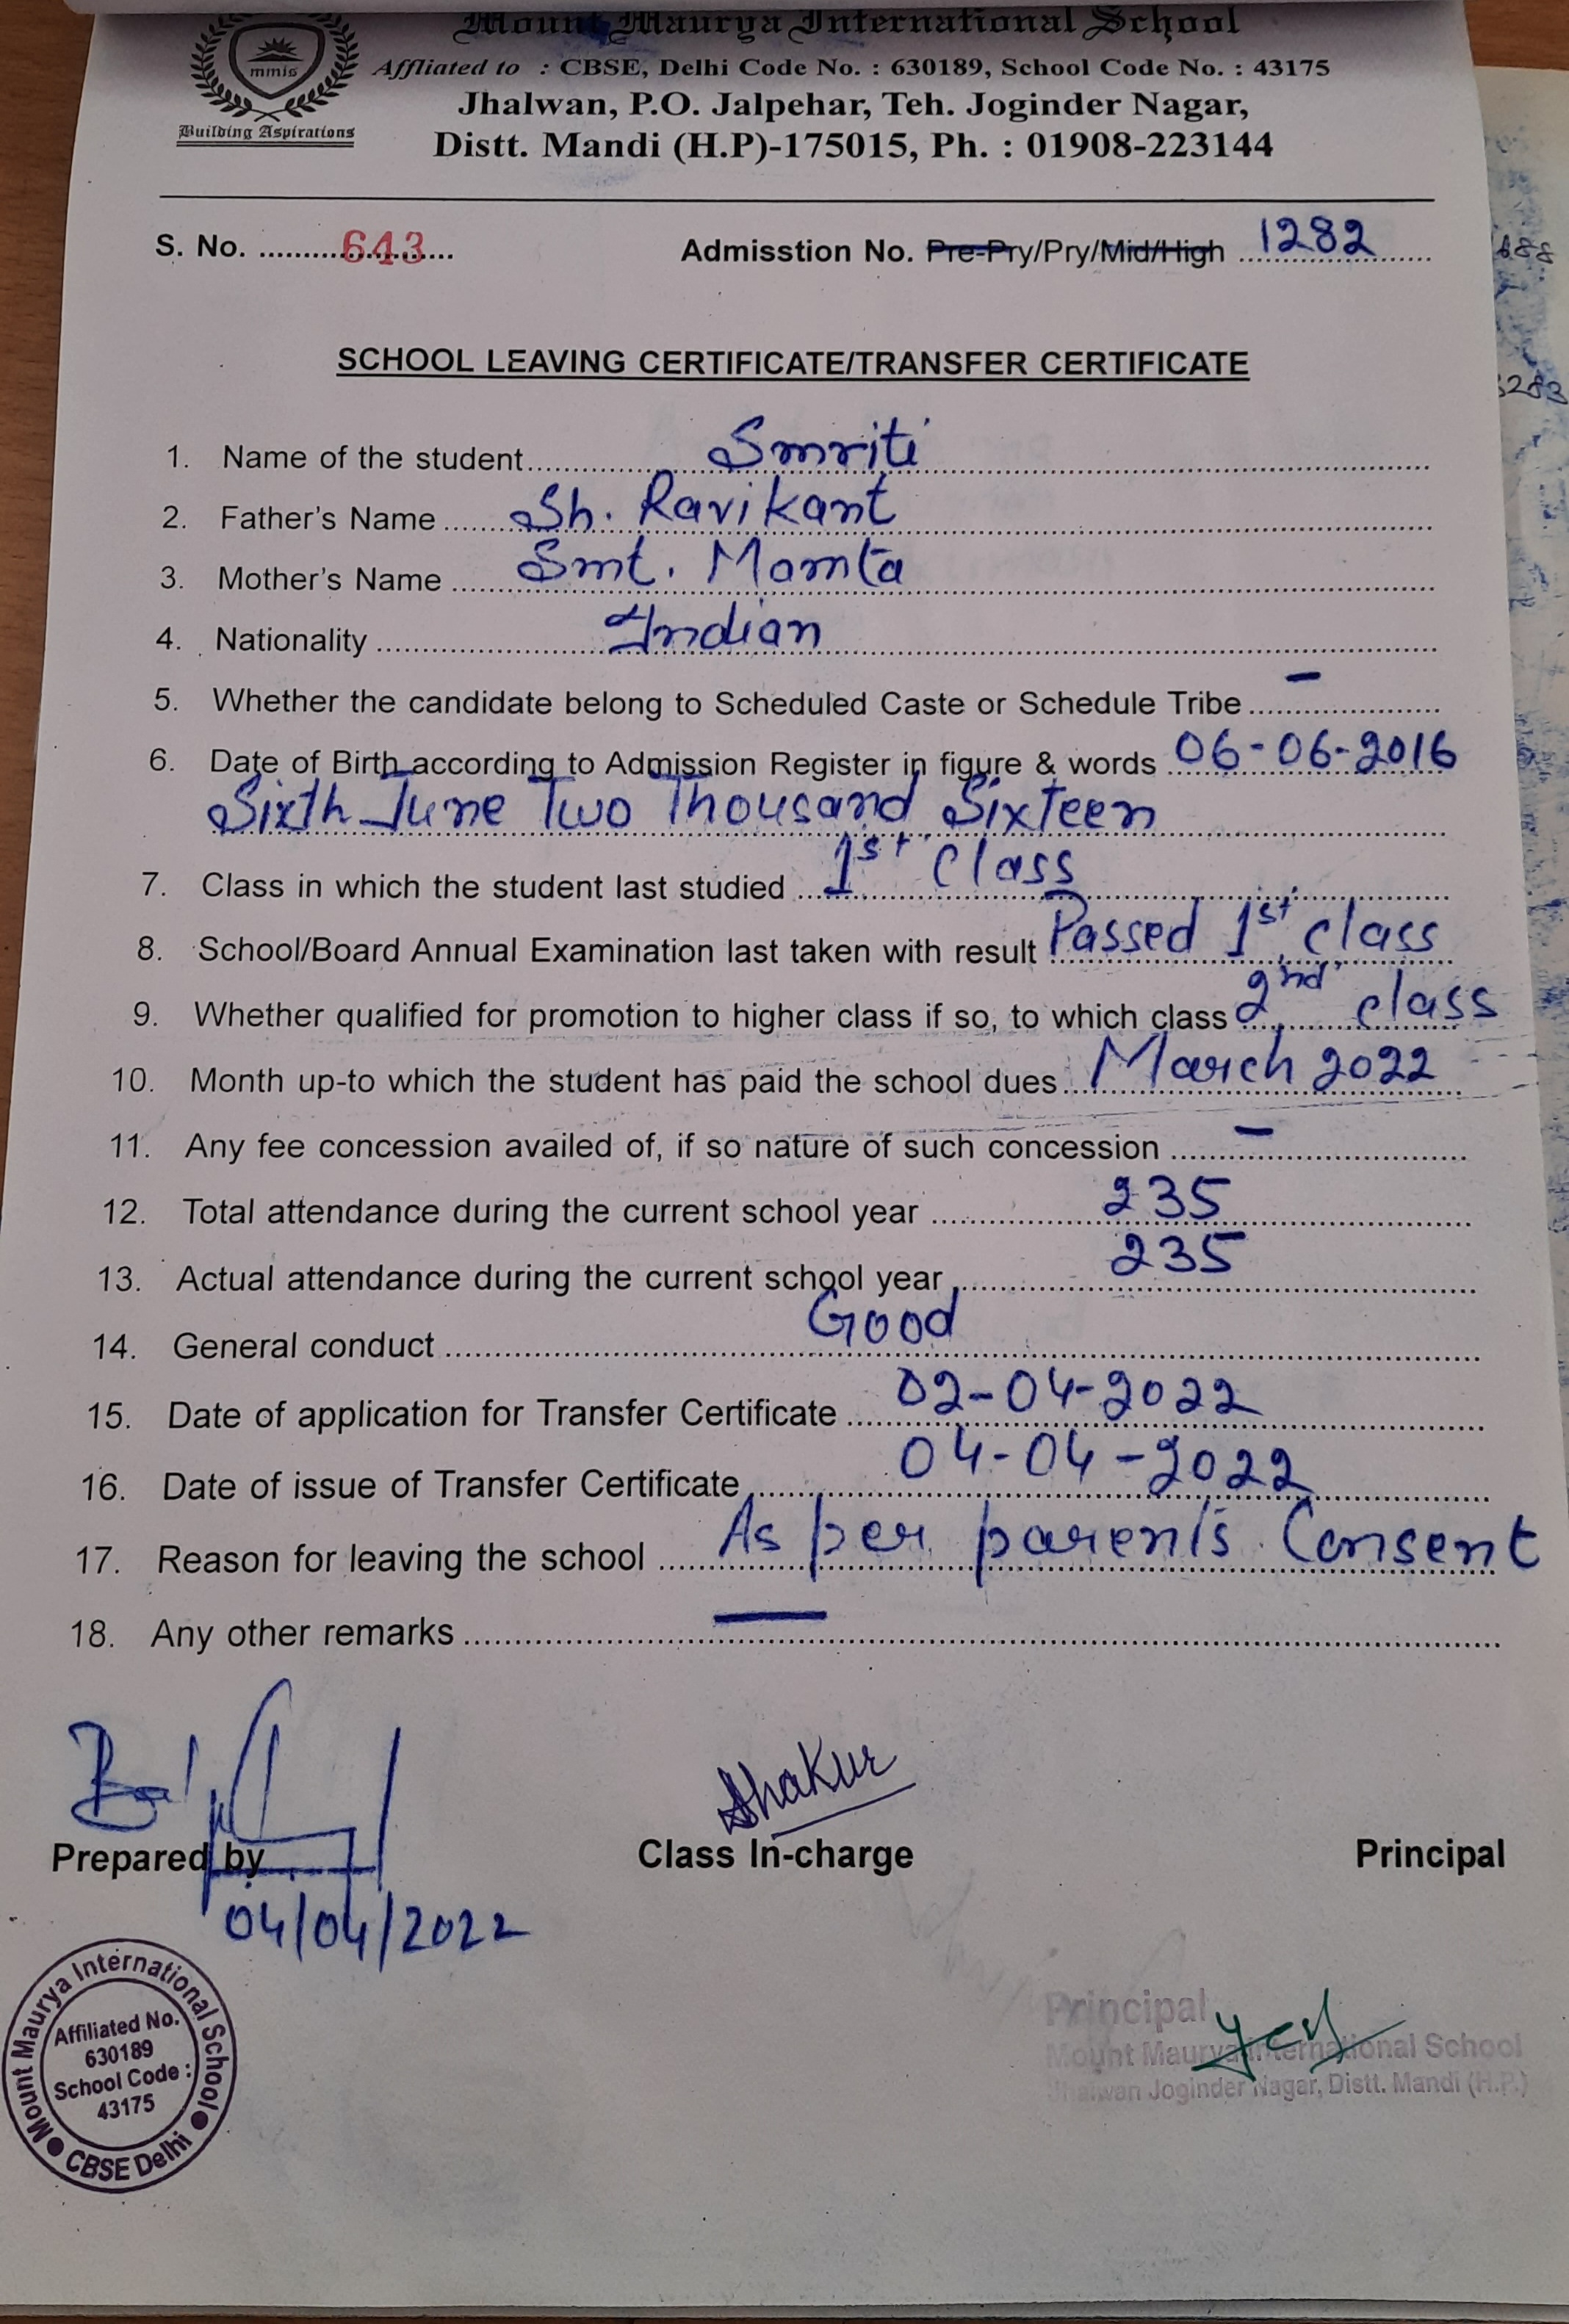 Mount Maurya International School
mmis
Building Aspirations
Affliated to : CBSE, Delhi Code No. : 630189, School Code No. : 43175
Jhalwan, P.O. Jalpehar, Teh. Joginder Nagar,
Distt. Mandi (H.P)-175015, Ph. : 01908-223144
S. No. 643 Admisstion No. Pre-Pry/Pry/Mid/High 1282
SCHOOL LEAVING CERTIFICATE/TRANSFER CERTIFICATE
1. Name of the student Smriti
2. Father's Name Sh. Ravikant
3. Mother's Name Smt. Mamta
4. Nationality Indian
5. Whether the candidate belong to Scheduled Caste or Schedule Tribe –
6. Date of Birth according to Admission Register in figure & words 06-06-2016
Sixth June Two Thousand Sixteen
7. Class in which the student last studied 1st Class
8. School/Board Annual Examination last taken with result Passed 1st class
9. Whether qualified for promotion to higher class if so, to which class 2nd class
10. Month up-to which the student has paid the school dues March 2022
11. Any fee concession availed of, if so nature of such concession –
12. Total attendance during the current school year 235
13. Actual attendance during the current school year 235
14. General conduct Good
15. Date of application for Transfer Certificate 02-04-2022
16. Date of issue of Transfer Certificate 04-04-2022
17. Reason for leaving the school As per parents Consent
18. Any other remarks —
Thakur
Prepared by Class In-charge Principal
04/04/2022
Mount Maurya International School
Affiliated No.
630189
School Code :
43175
CBSE Delhi
Principal
Mount Maurya International School
Jhalwan Joginder Nagar, Distt. Mandi (H.P.)